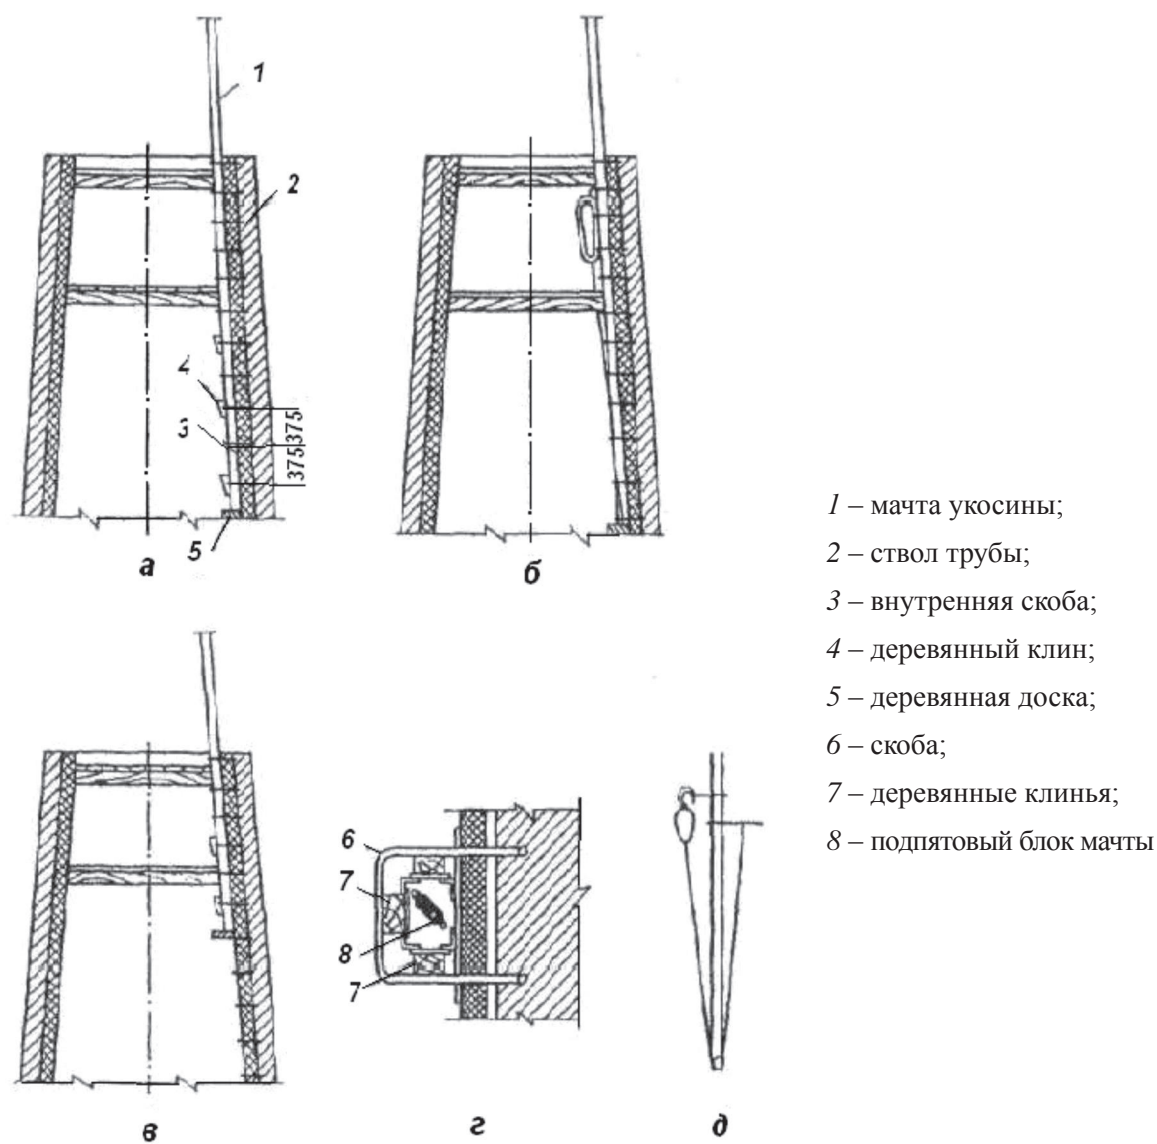 1
2
4
3
375
375
5
а
б
в
6
7
8
7
г
д
1 – мачта укосины;
2 – ствол трубы;
3 – внутренняя скоба;
4 – деревянный клин;
5 – деревянная доска;
6 – скоба;
7 – деревянные клинья;
8 – подпятовый блок мачты